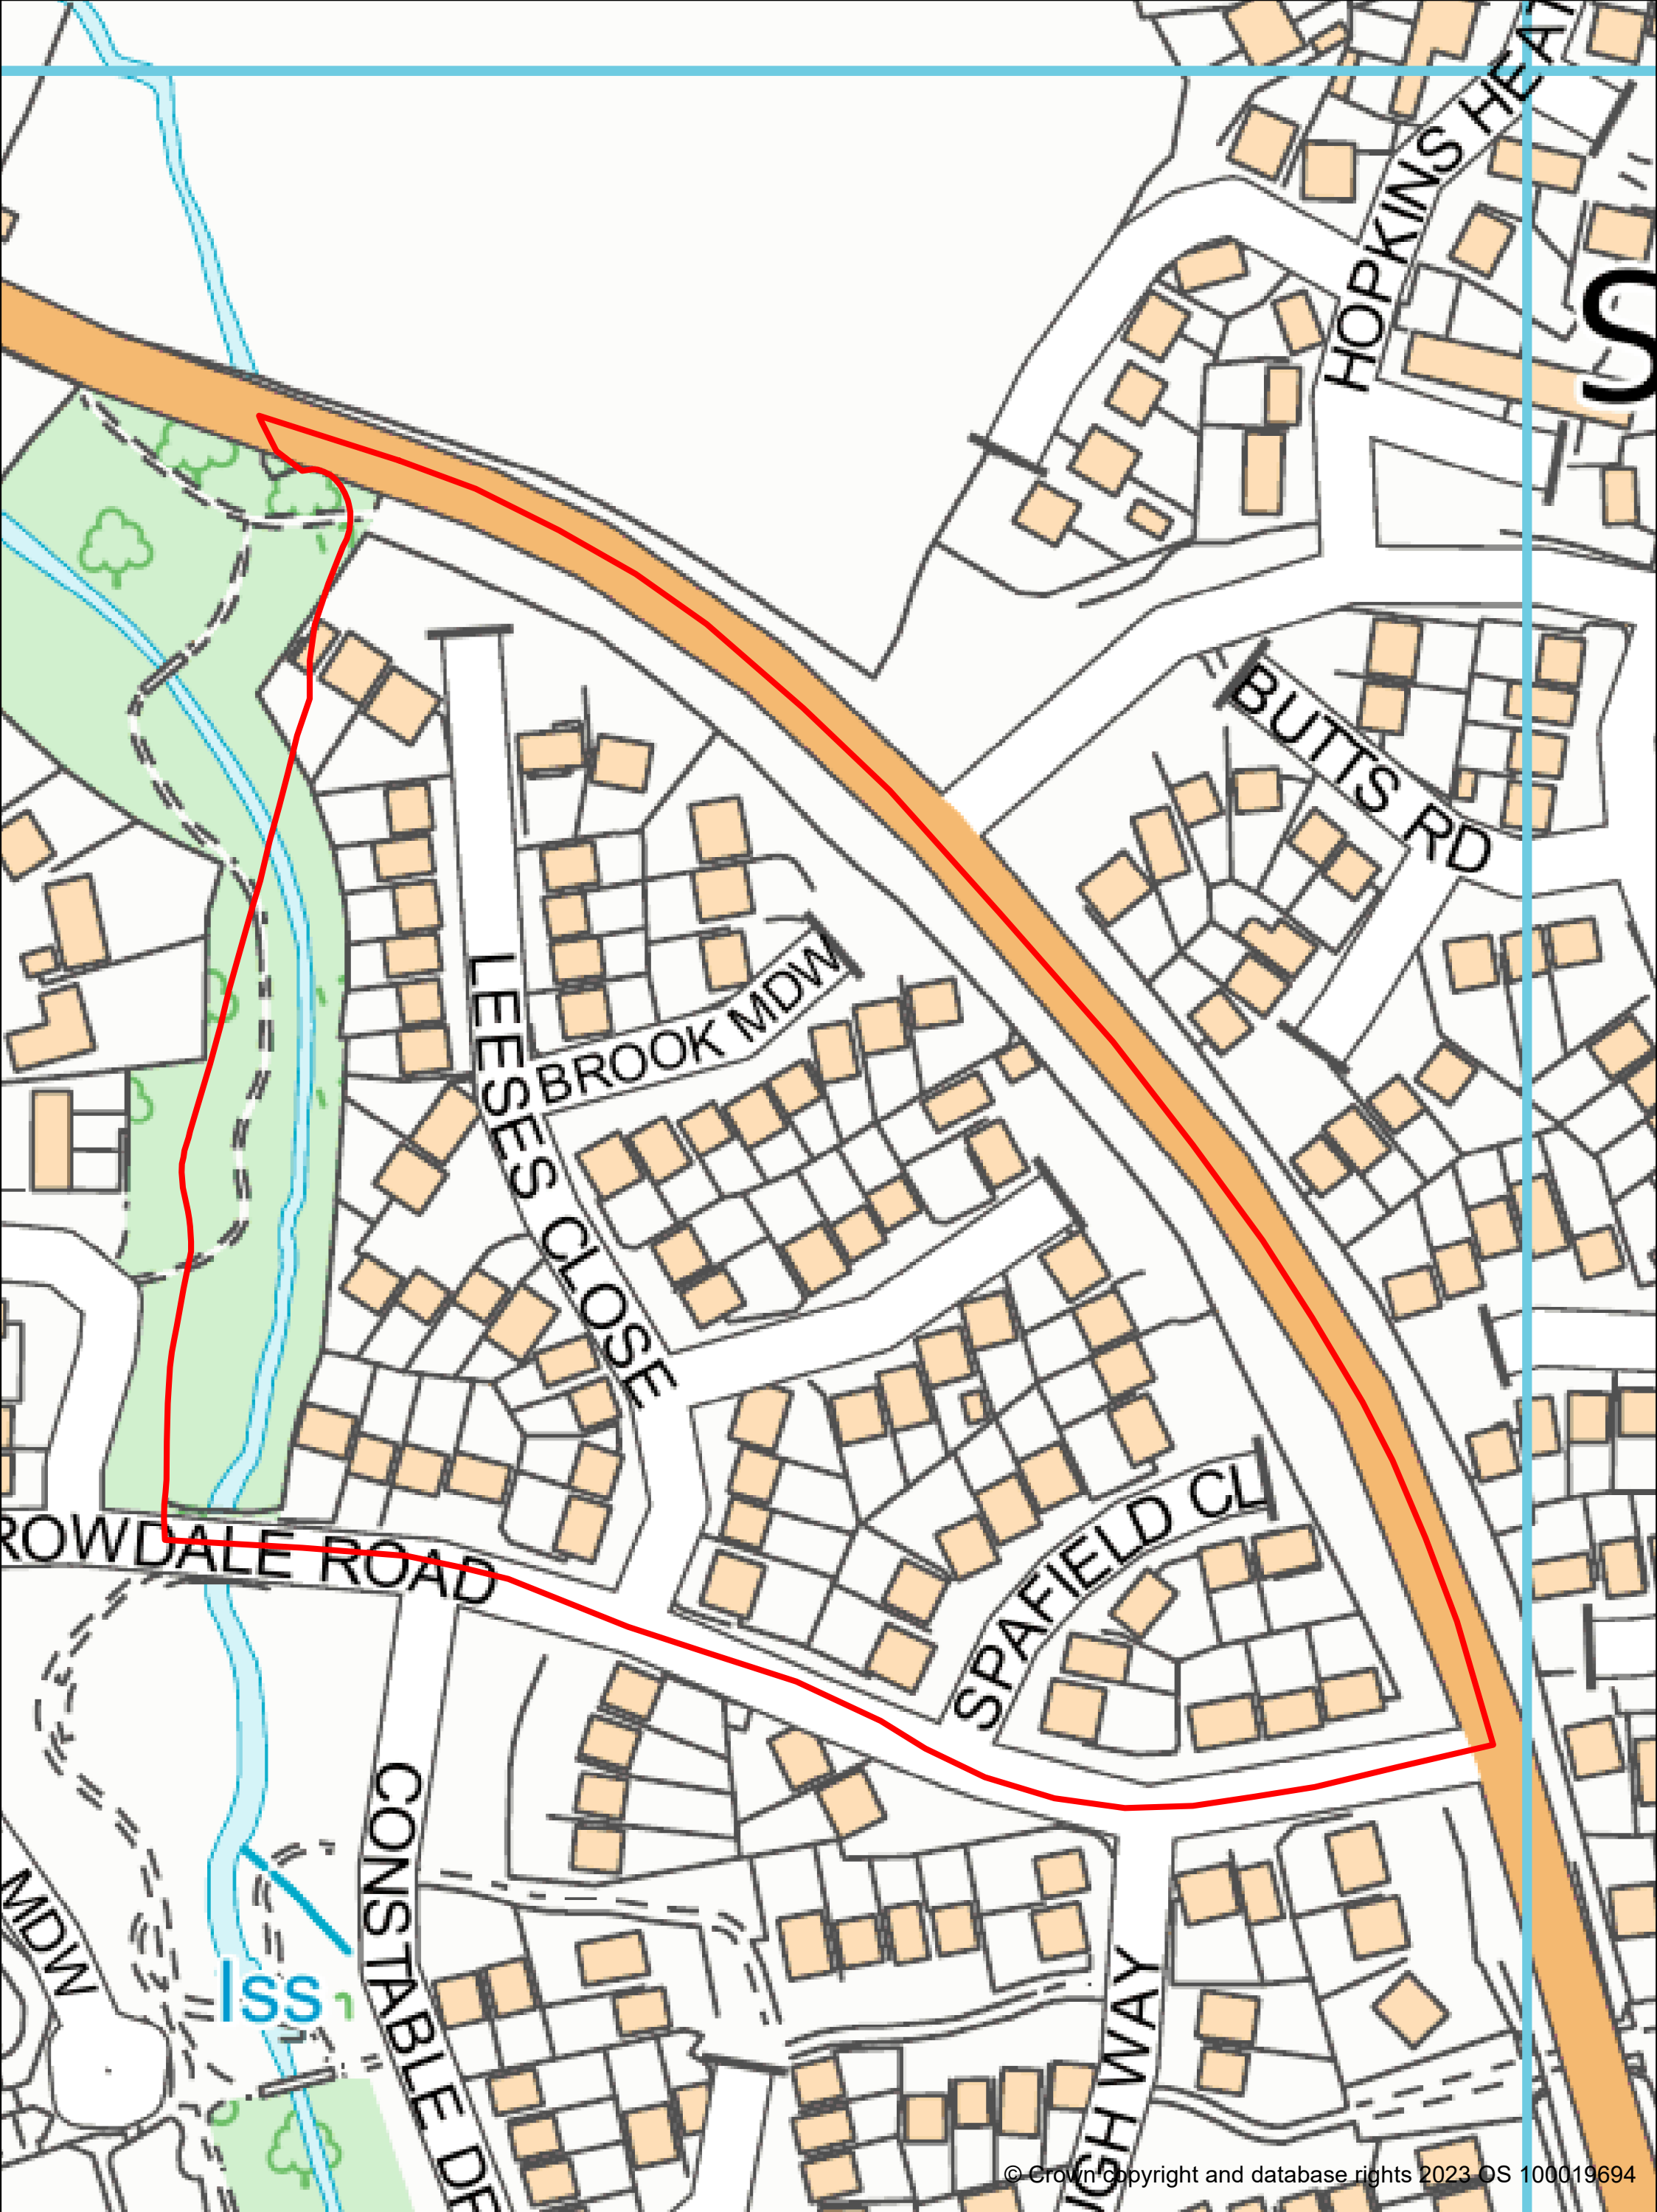 HOPKINS HEAT
S
BUTTS RD
LEESES CLOSE
BROOK MDW
SPAFIELD CL
ROWDALE ROAD
CONSTABLE DR
MDW
Iss
IGH WAY
© Crown copyright and database rights 2023 OS 100019694